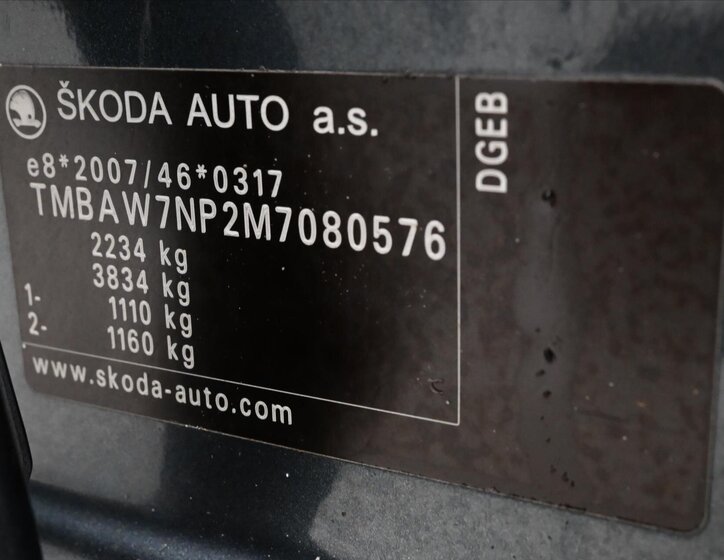 ŠKODA AUTO a.s.
e8*2007/46*0317
TMBAW7NP2M7080576
2234 kg
3834 kg
1- 1110 kg
2- 1160 kg
www.skoda-auto.com
DGEB